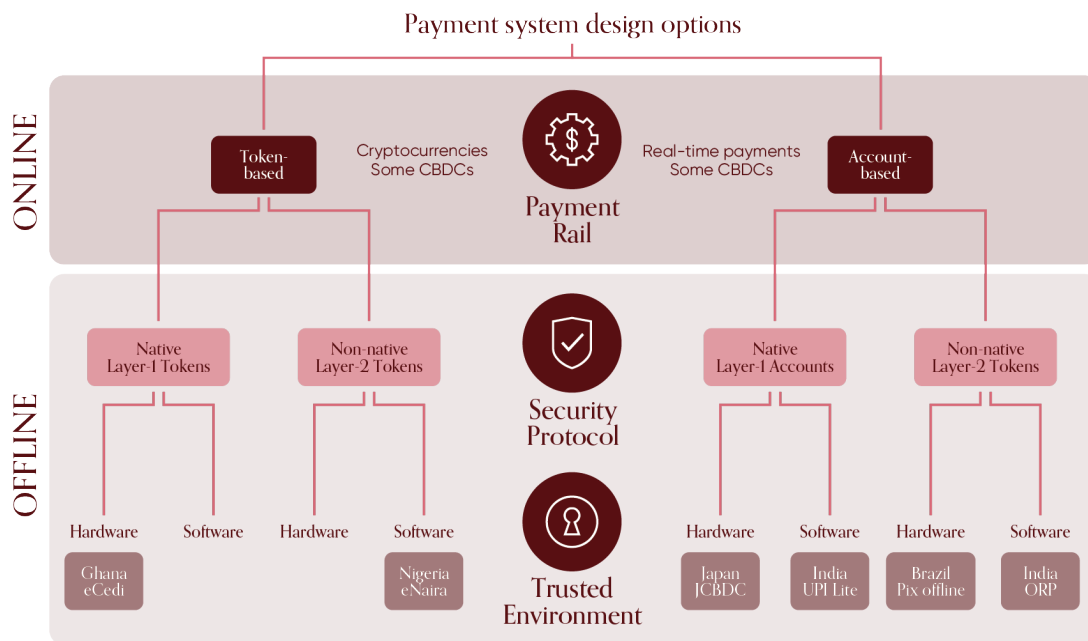 Payment system design options
ONLINE
Token-
based
Cryptocurrencies
Some CBDCs
Payment
Rail
Real-time payments
Some CBDCs
Account-
based
OFFLINE
Native
Layer-1 Tokens
Non-native
Layer-2 Tokens
Security
Protocol
Native
Layer-1 Accounts
Non-native
Layer-2 Tokens
Hardware
Software
Hardware
Software
Hardware
Software
Hardware
Software
Ghana
eCedi
Nigeria
eNaira
Trusted
Environment
Japan
JCBDC
India
UPI Lite
Brazil
Pix offline
India
ORP